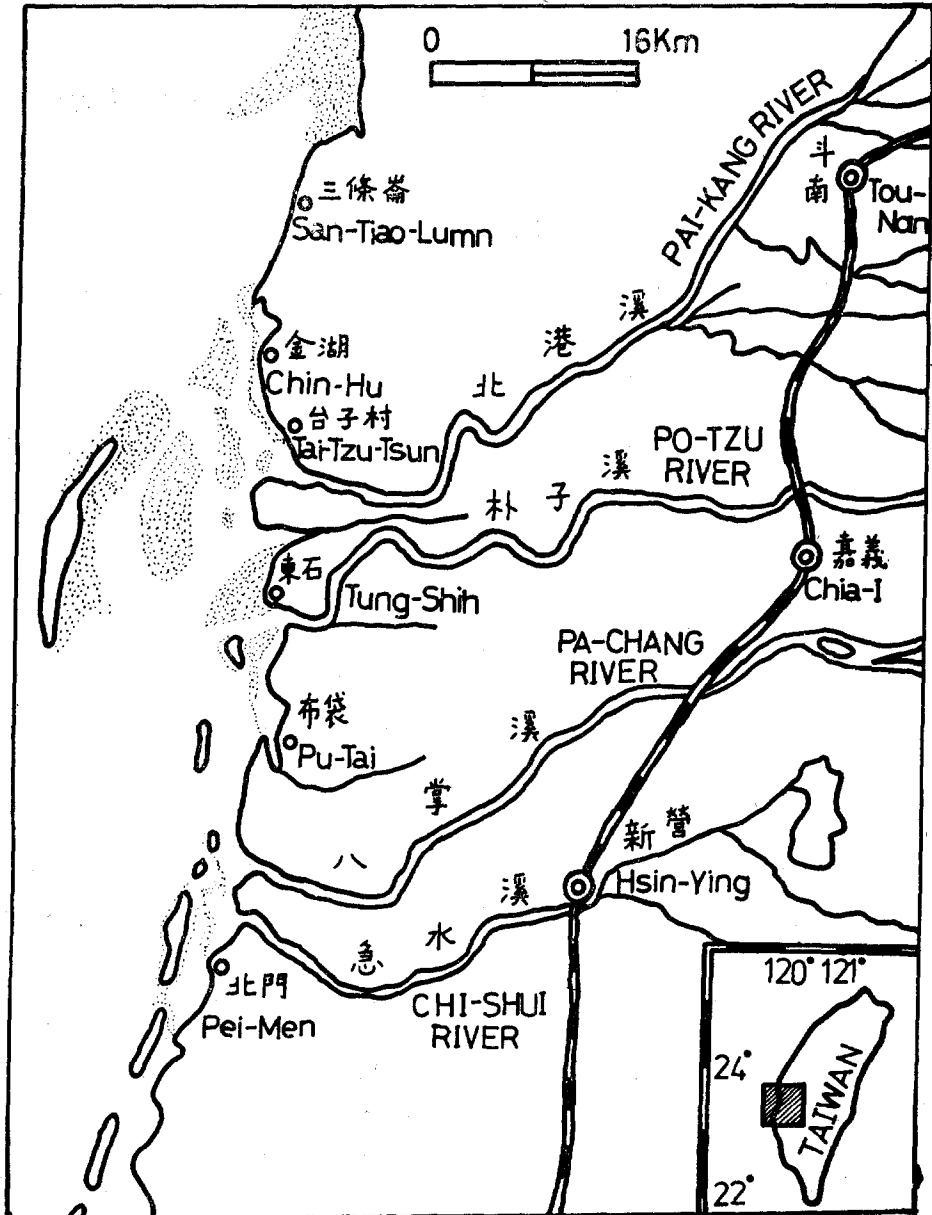 0 16Km
PAI-KANG RIVER
斗南
Tou-
Nan
三條崙
San-Tiao-Lumn
北港溪
金湖
Chin-Hu
台子村
Tai-Tzu-Tsun
PO-TZU
RIVER
朴子溪
嘉義
Chia-I
東石
Tung-Shih
PA-CHANG
RIVER
八掌溪
布袋
Pu-Tai
新營
Hsin-Ying
急水溪
CHI-SHUI
RIVER
北門
Pei-Men
120° 121°
24°
TAIWAN
22°